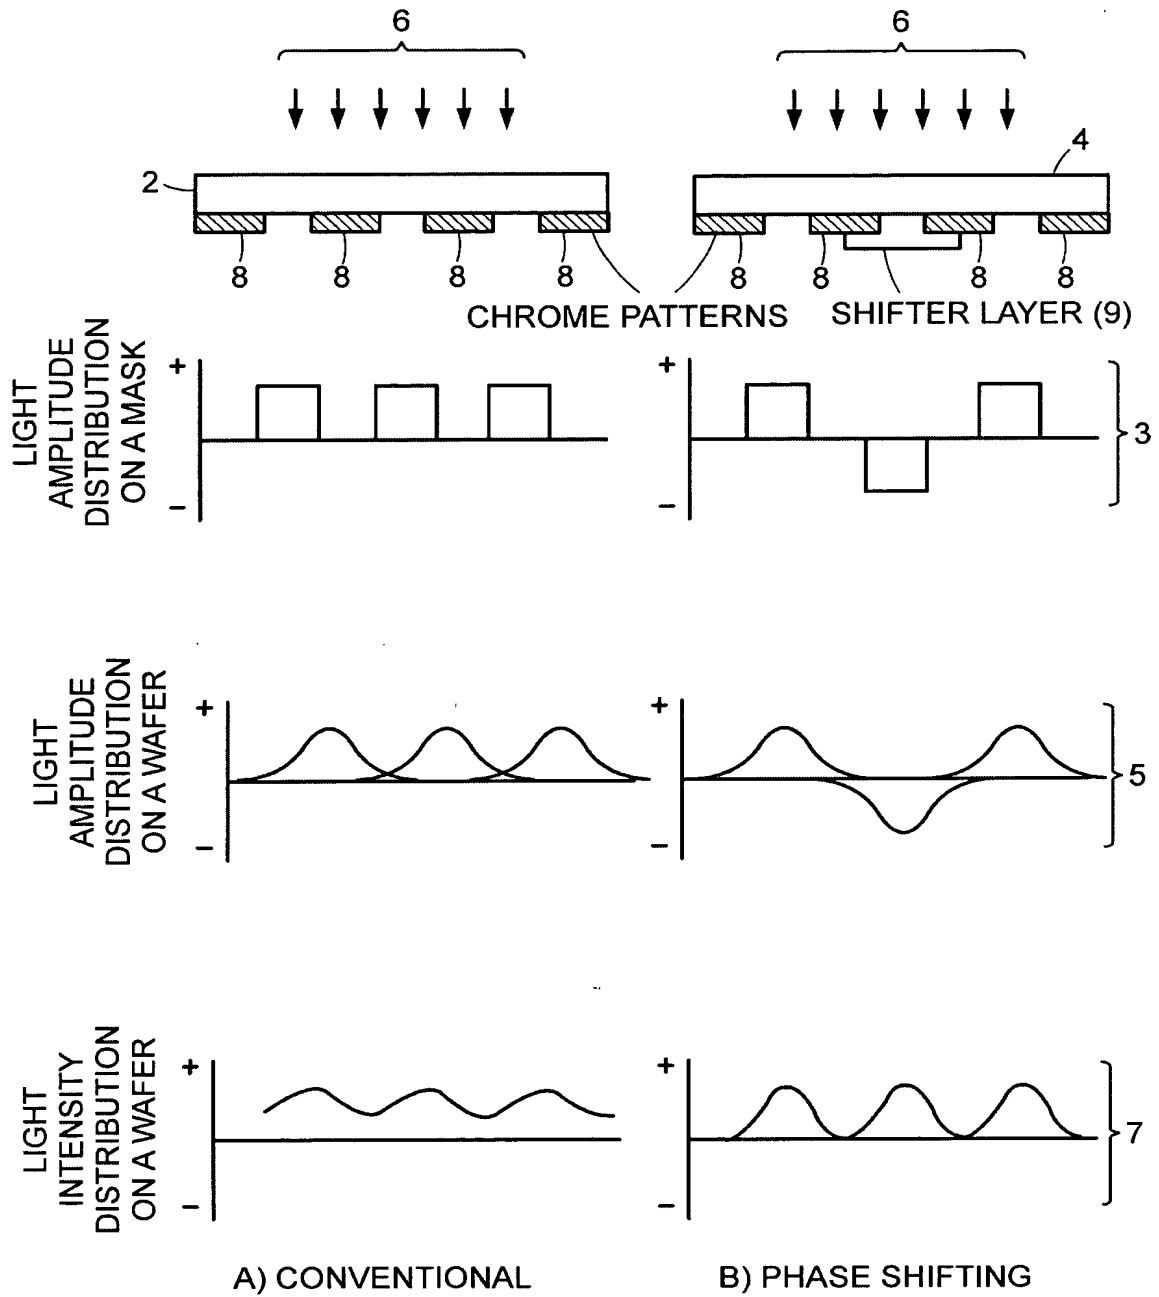 6
6
2
4
8
8
8
8
8
8
8
8
CHROME PATTERNS
SHIFTER LAYER (9)
LIGHT
AMPLITUDE
DISTRIBUTION
ON A MASK
+
−
+
−
3
LIGHT
AMPLITUDE
DISTRIBUTION
ON A WAFER
+
−
+
−
5
LIGHT
INTENSITY
DISTRIBUTION
ON A WAFER
+
−
+
−
7
A) CONVENTIONAL
B) PHASE SHIFTING